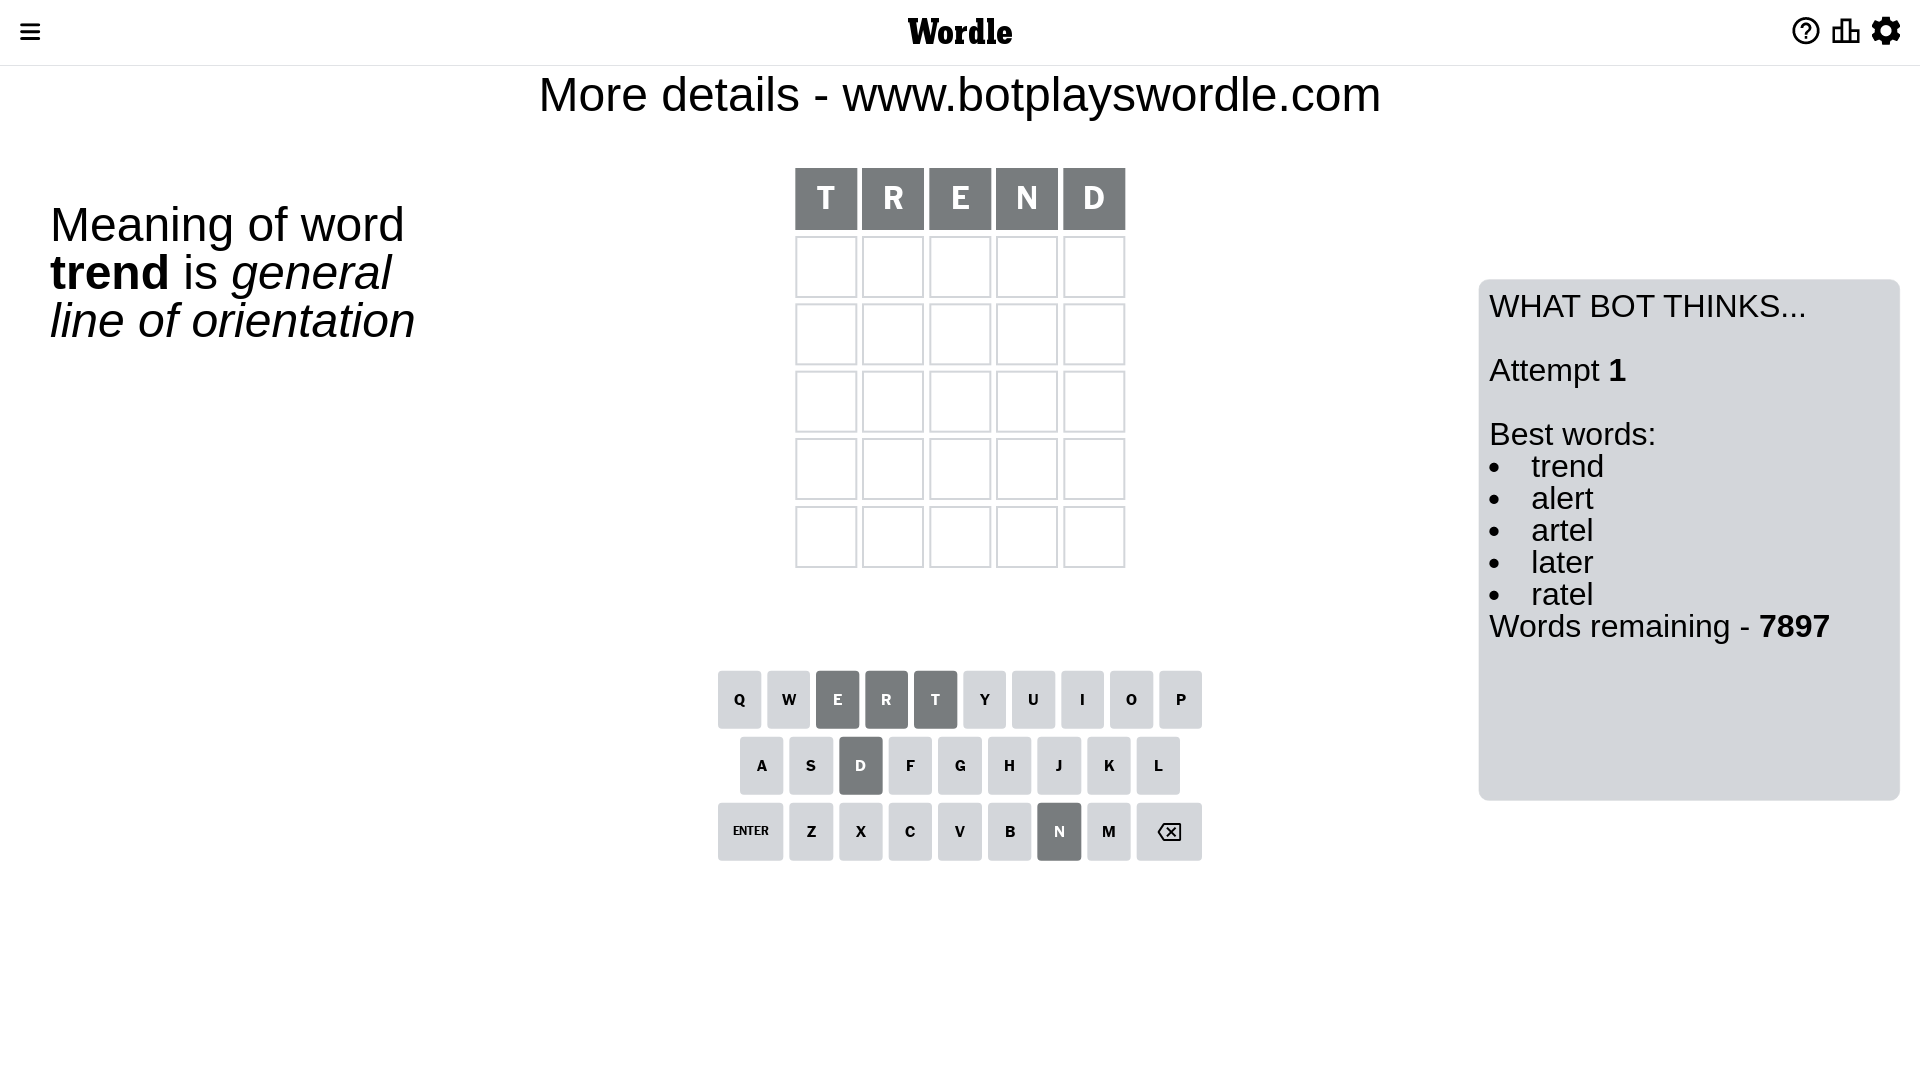 Wordle
More details - www.botplayswordle.com
Meaning of word
trend is general
line of orientation
T R E N D
WHAT BOT THINKS...
Attempt 1
Best words:
• trend
• alert
• artel
• later
• ratel
Words remaining - 7897
Q W E R T Y U I O P
A S D F G H J K L
ENTER Z X C V B N M